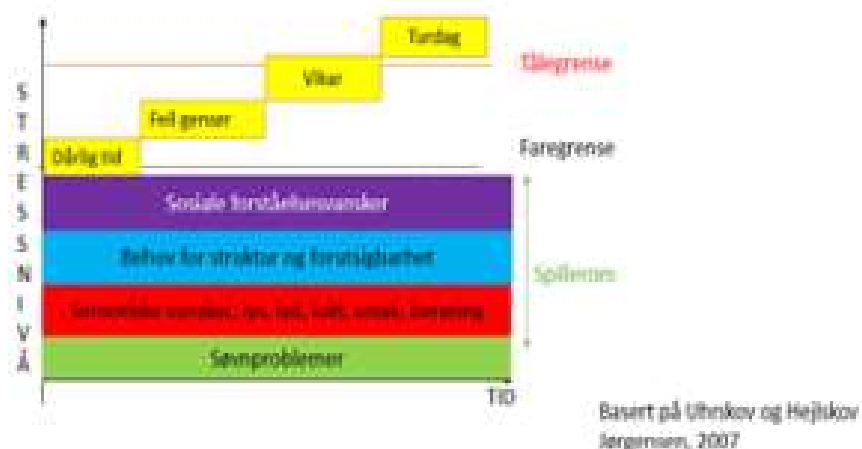 Turdag
Tålegrense
Vikar
Feil genser
Faregrense
Dårlig tid
STRESSNIVÅ
Sosiale forståelsesvansker
Behov for struktur og forutsigbarhet
Søvnproblemer
TID
Basert på Uhrskov og Hejlskov
Jørgensen, 2007